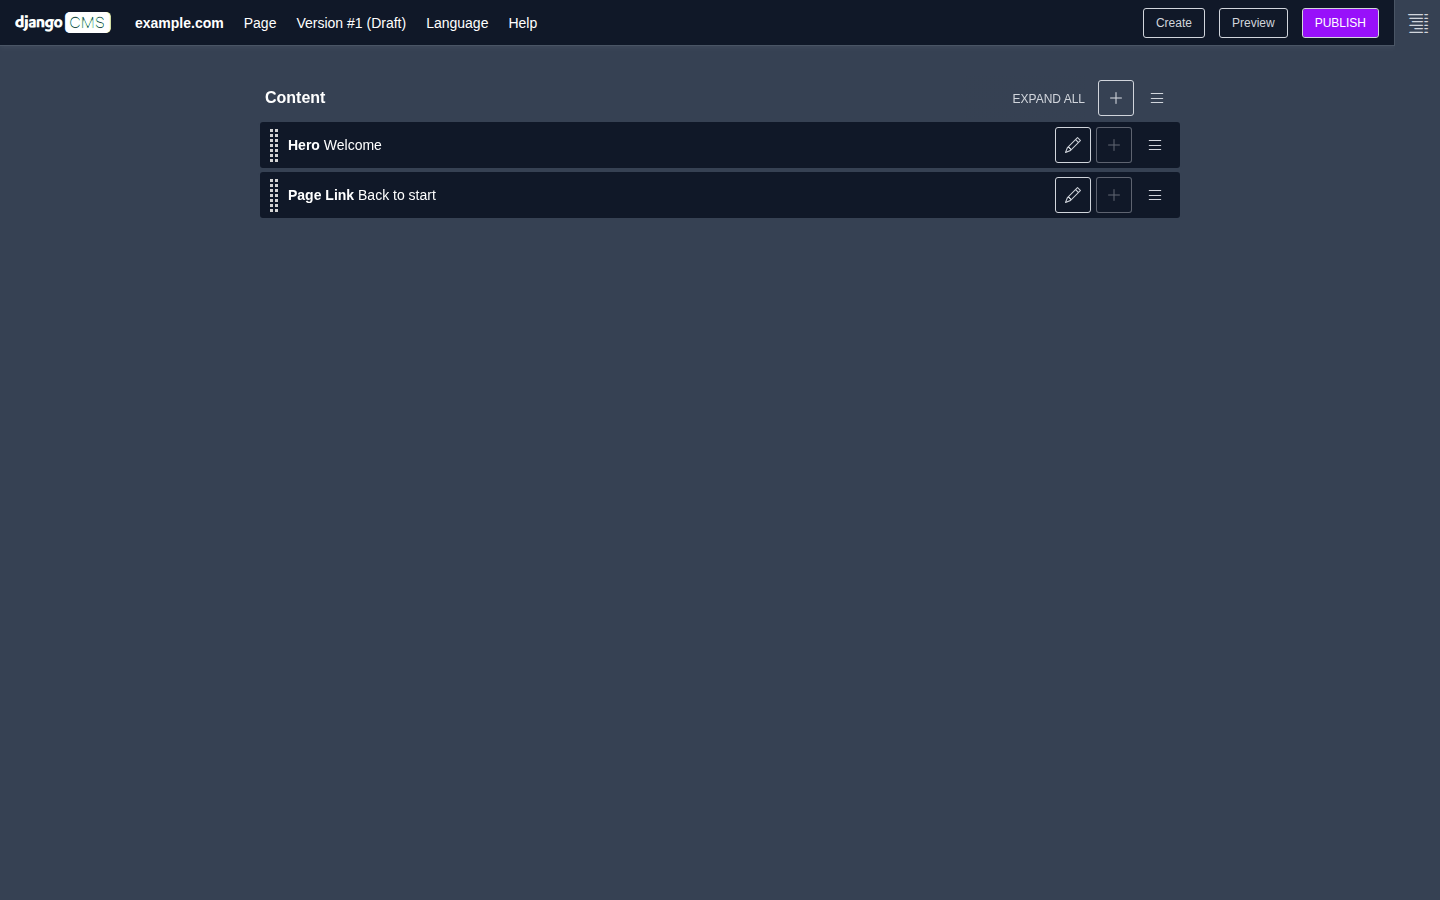 django CMS example.com Page Version #1 (Draft) Language Help Create Preview PUBLISH
Content EXPAND ALL
Hero Welcome
Page Link Back to start